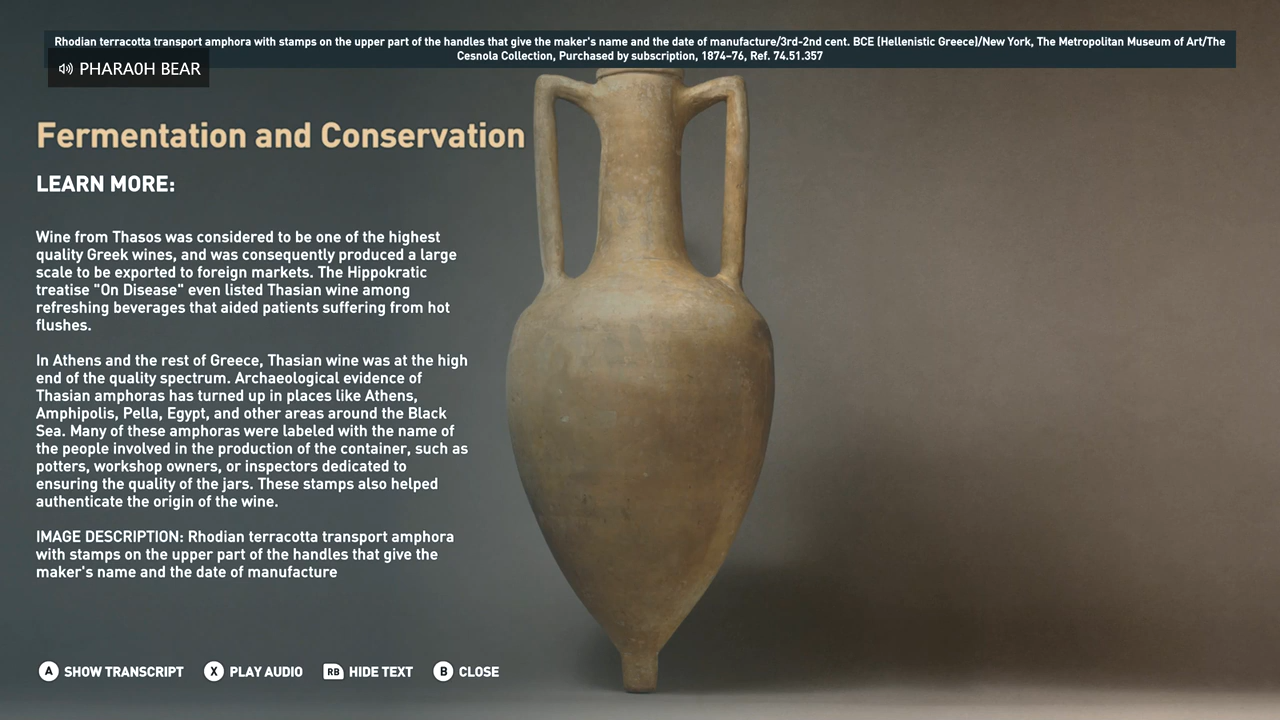 Rhodian terracotta transport amphora with stamps on the upper part of the handles that give the maker's name and the date of manufacture/3rd-2nd cent. BCE (Hellenistic Greece)/New York, The Metropolitan Museum of Art/The
Cesnola Collection, Purchased by subscription, 1874–76, Ref. 74.51.357
PHARAOH BEAR
Fermentation and Conservation
LEARN MORE:
Wine from Thasos was considered to be one of the highest
quality Greek wines, and was consequently produced a large
scale to be exported to foreign markets. The Hippokratic
treatise "On Disease" even listed Thasian wine among
refreshing beverages that aided patients suffering from hot
flushes.
In Athens and the rest of Greece, Thasian wine was at the high
end of the quality spectrum. Archaeological evidence of
Thasian amphoras has turned up in places like Athens,
Amphipolis, Pella, Egypt, and other areas around the Black
Sea. Many of these amphoras were labeled with the name of
the people involved in the production of the container, such as
potters, workshop owners, or inspectors dedicated to
ensuring the quality of the jars. These stamps also helped
authenticate the origin of the wine.
IMAGE DESCRIPTION: Rhodian terracotta transport amphora
with stamps on the upper part of the handles that give the
maker's name and the date of manufacture
A SHOW TRANSCRIPT X PLAY AUDIO RB HIDE TEXT B CLOSE